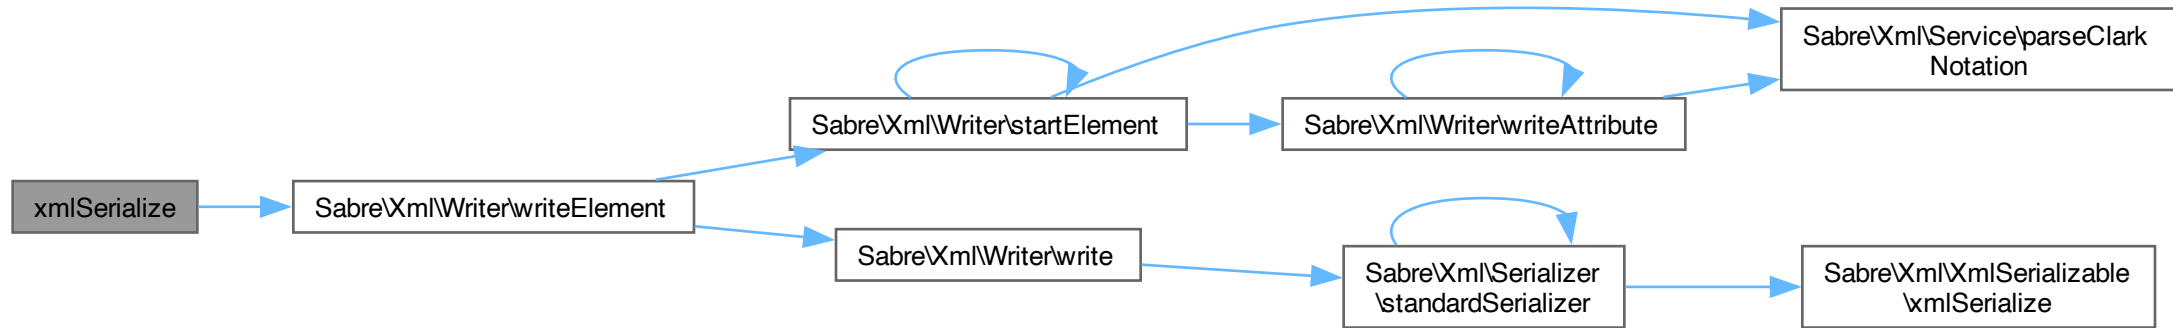 Sabre\Xml\Service\parseClark
Notation
Sabre\Xml\Writer\startElement
Sabre\Xml\Writer\writeAttribute
xmlSerialize
Sabre\Xml\Writer\writeElement
Sabre\Xml\Writer\write
Sabre\Xml\Serializer
\standardSerializer
Sabre\Xml\XmlSerializable
\xmlSerialize